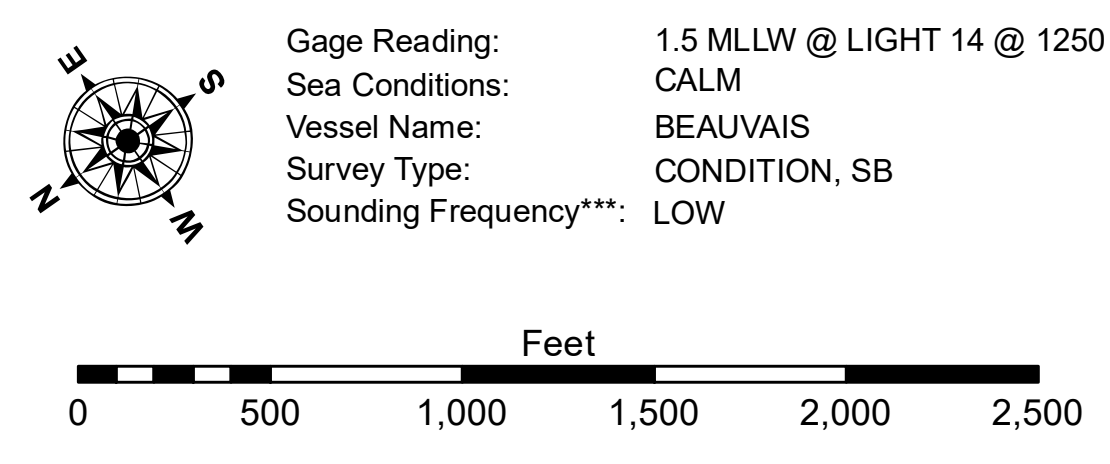 E
S
N
W
Gage Reading: 1.5 MLLW @ LIGHT 14 @ 1250
Sea Conditions: CALM
Vessel Name: BEAUVAIS
Survey Type: CONDITION, SB
Sounding Frequency***: LOW
Feet
0 500 1,000 1,500 2,000 2,500